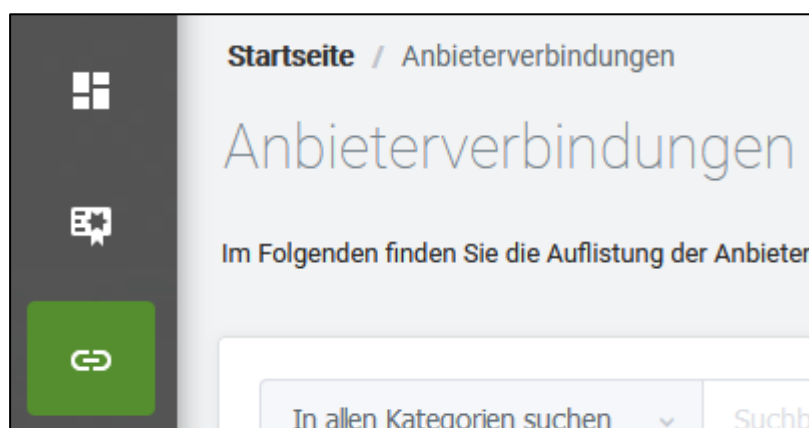 Startseite / Anbieterverbindungen
Anbieterverbindungen
Im Folgenden finden Sie die Auflistung der Anbieter
In allen Kategorien suchen